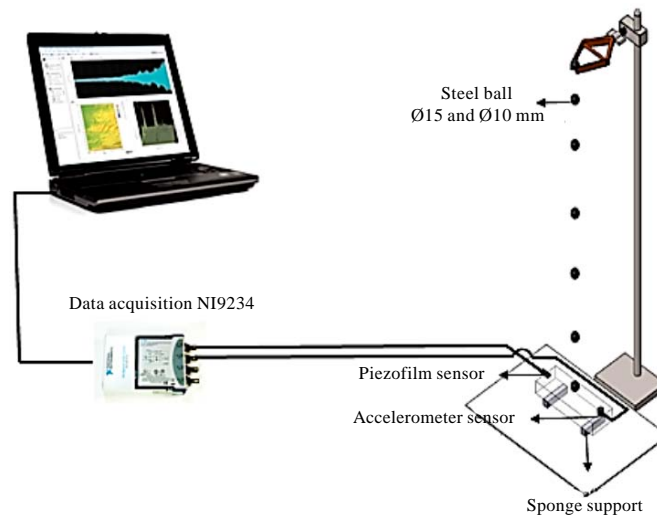 Steel ball
Ø15 and Ø10 mm
Data acquisition NI9234
Piezofilm sensor
Accelerometer sensor
Sponge support